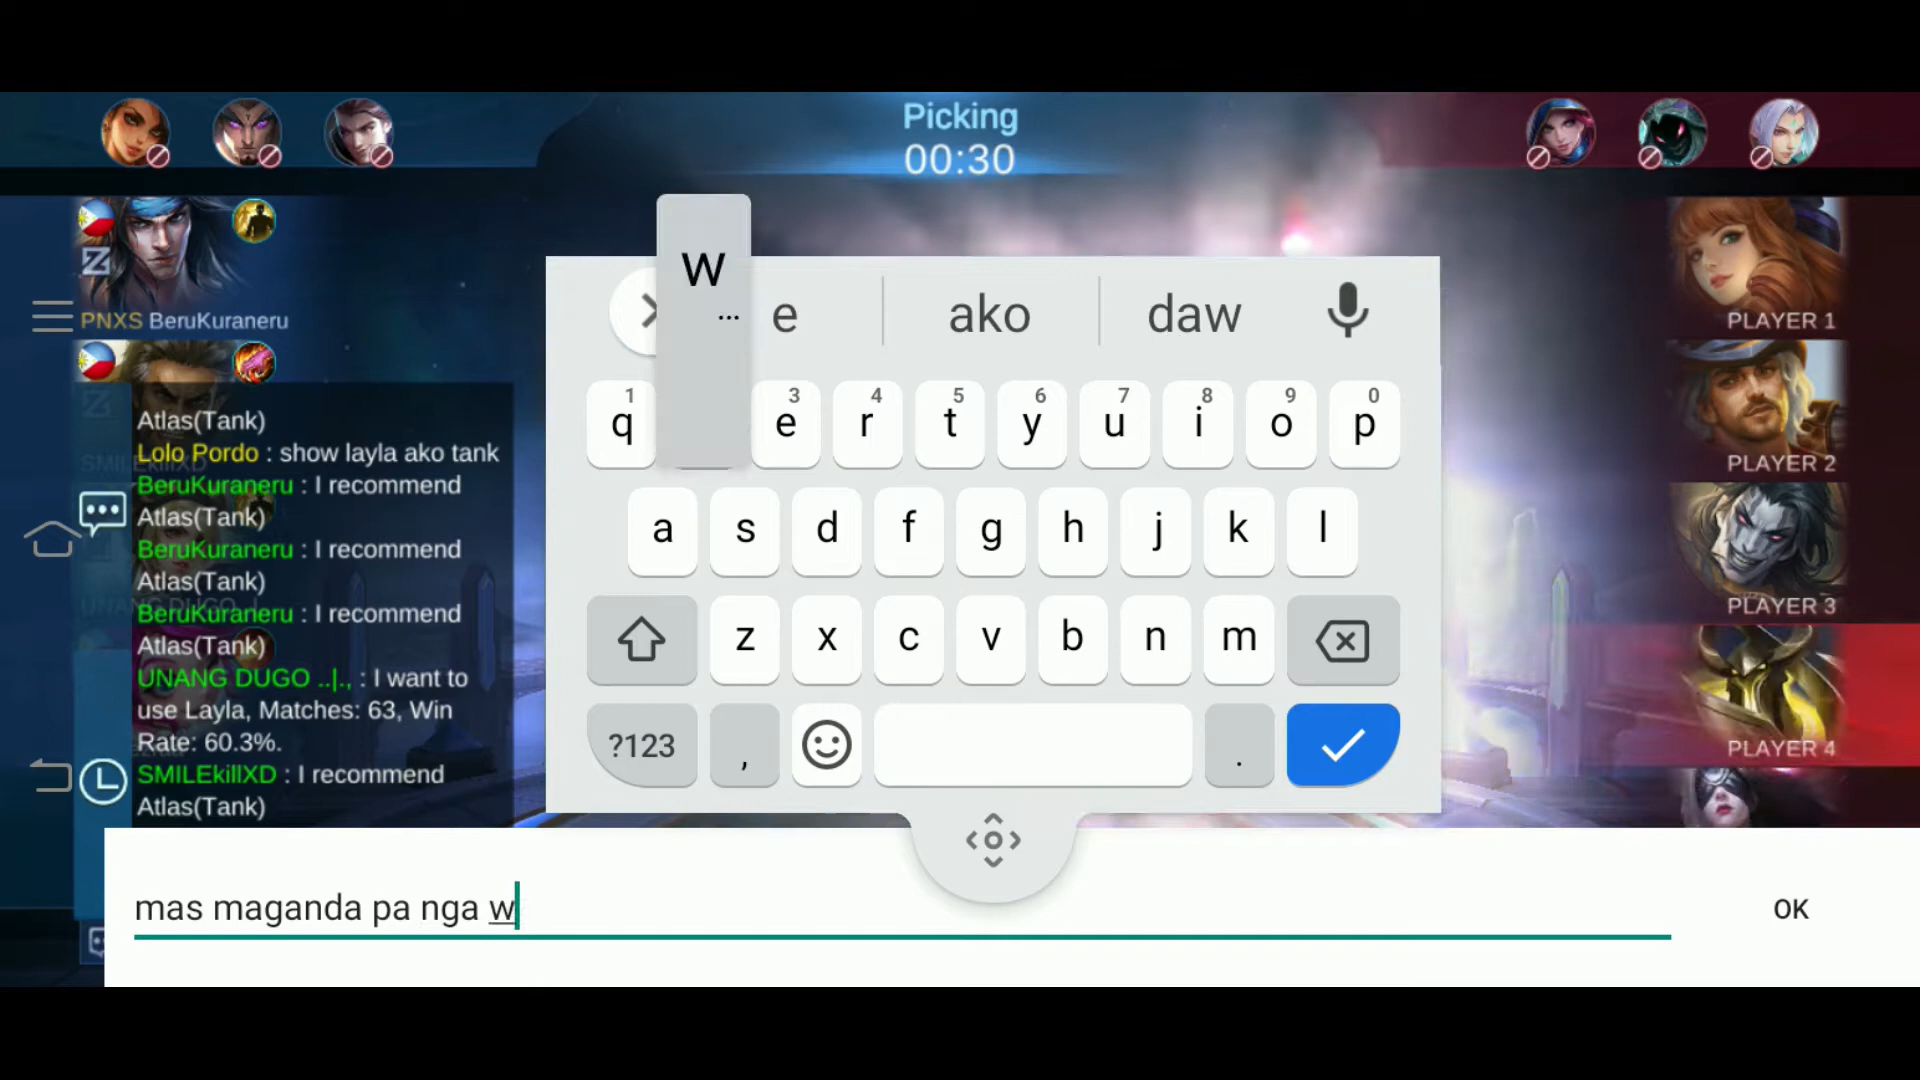 Picking
00:30
PNXS BeruKuraneru
PLAYER 1
PLAYER 2
PLAYER 3
PLAYER 4
SMILEkillXD
UNANG DUGO
Atlas(Tank)
Lolo Pordo : show layla ako tank
BeruKuraneru : I recommend
Atlas(Tank)
BeruKuraneru : I recommend
Atlas(Tank)
BeruKuraneru : I recommend
Atlas(Tank)
UNANG DUGO ..|., : I want to
use Layla, Matches: 63, Win
Rate: 60.3%.
SMILEkillXD : I recommend
Atlas(Tank)
w
...
e ako daw
1 3 4 5 6 7 8 9 0
q e r t y u i o p
a s d f g h j k l
z x c v b n m
?123 , .
mas maganda pa nga w
OK